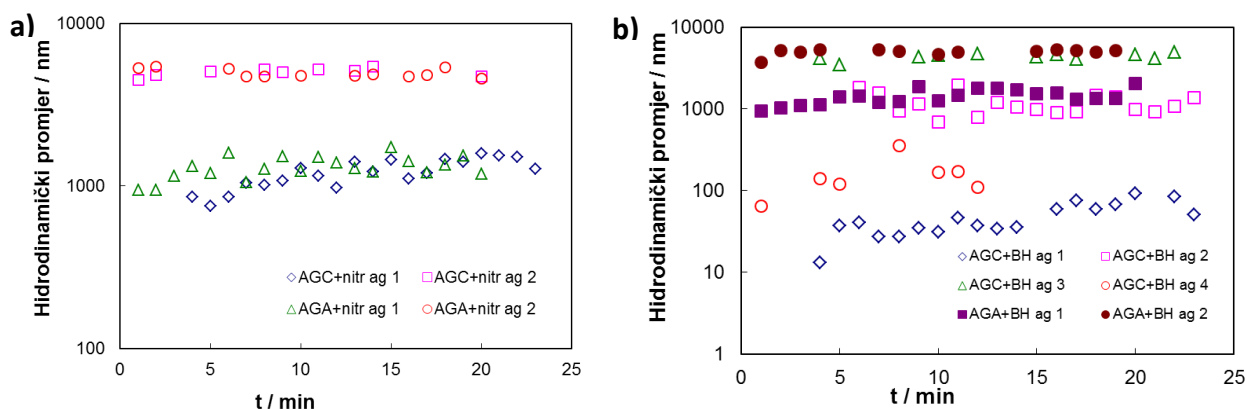 a)
Hidrodinamički promjer / nm
10000
1000
100
0 5 10 15 20 25
t / min
AGC+nitr ag 1 AGC+nitr ag 2
AGA+nitr ag 1 AGA+nitr ag 2
b)
Hidrodinamički promjer / nm
10000
1000
100
10
1
0 5 10 15 20 25
t / min
AGC+BH ag 1 AGC+BH ag 2
AGC+BH ag 3 AGC+BH ag 4
AGA+BH ag 1 AGA+BH ag 2